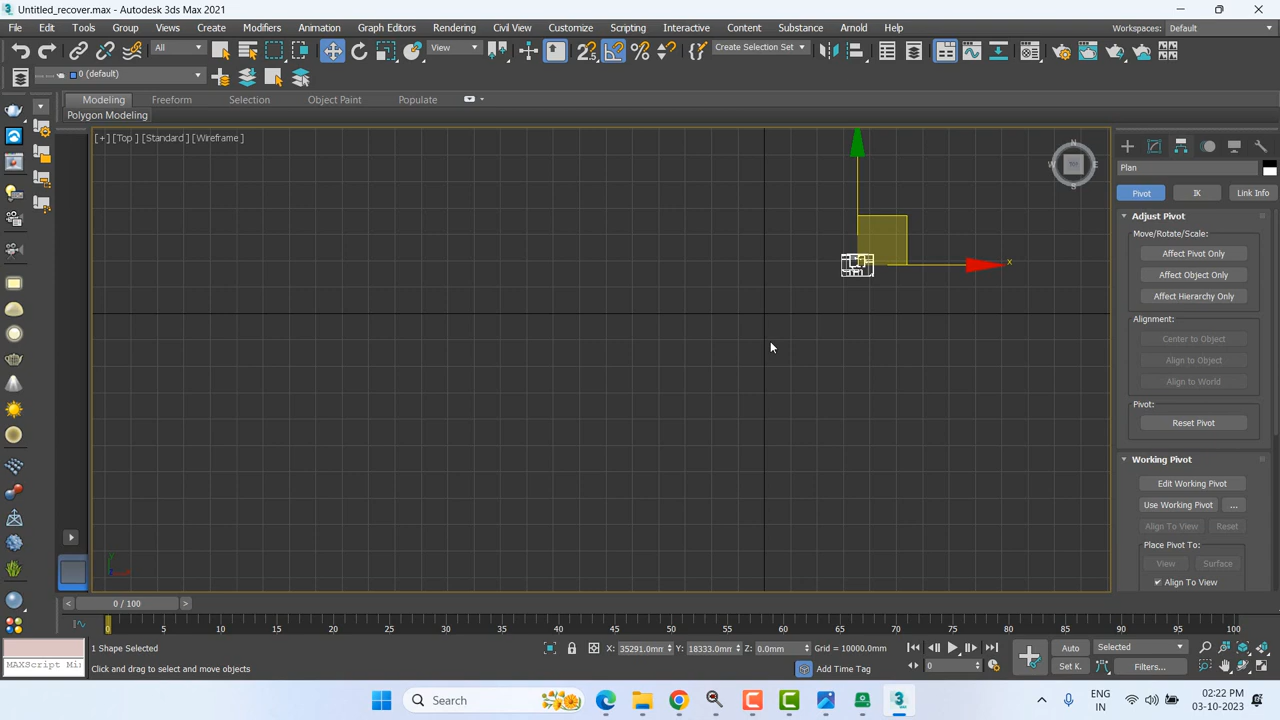 Untitled_recover.max - Autodesk 3ds Max 2021
File Edit Tools Group Views Create Modifiers Animation Graph Editors Rendering Civil View Customize Scripting Interactive Content Substance Arnold Help
Workspaces: Default
All View Create Selection Set
0 (default)
Modeling Freeform Selection Object Paint Populate
Polygon Modeling
[+] [Top ] [Standard ] [Wireframe ]
N
W E
S
x
Plan
Pivot IK Link Info
Adjust Pivot
Move/Rotate/Scale:
Affect Pivot Only
Affect Object Only
Affect Hierarchy Only
Alignment:
Center to Object
Align to Object
Align to World
Pivot:
Reset Pivot
Working Pivot
Edit Working Pivot
Use Working Pivot ...
Align To View Reset
Place Pivot To:
View Surface
Align To View
< 0 / 100 >
0 5 10 15 20 25 30 35 40 45 50 55 60 65 70 75 80 85 90 95 100
1 Shape Selected
X: 35291.0mm Y: 18333.0mm Z: 0.0mm Grid = 10000.0mm
Auto Selected
MAXScript Mi
Click and drag to select and move objects
Add Time Tag
0
Set K. Filters...
Search
ENG
IN
02:22 PM
03-10-2023